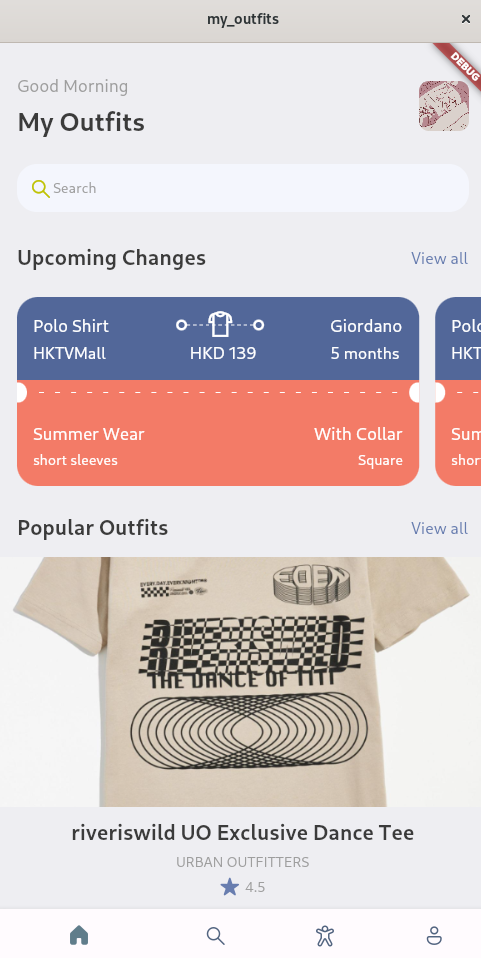 my_outfits
DEBUG
Good Morning
My Outfits
Search
Upcoming Changes View all
Polo Shirt Giordano
HKTVMall HKD 139 5 months
Summer Wear With Collar
short sleeves Square
Polo
HKT
Sum
shor
Popular Outfits View all
EVERY.DAY.EVERY.NIGHT
EDEN
RIVERISWILD
THE DANCE OF
riveriswild UO Exclusive Dance Tee
URBAN OUTFITTERS
4.5